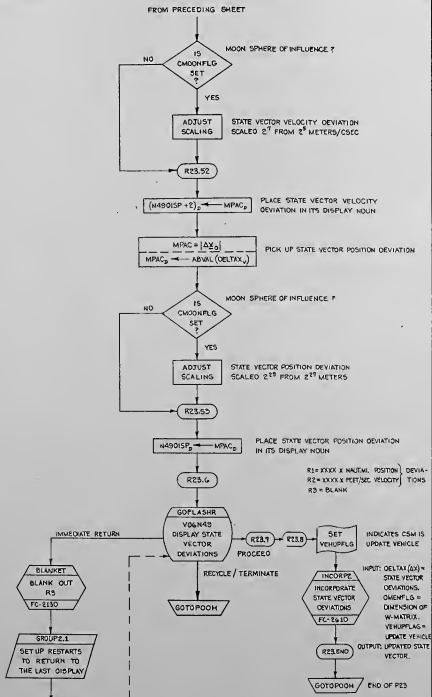 FROM PRECEDING SHEET
MOON SPHERE OF INFLUENCE ?
IS
CMOONFLG
SET
?
NO
YES
ADJUST
SCALING
STATE VECTOR VELOCITY DEVIATION
SCALED 2⁷ FROM 2⁵ METERS/CSEC
R23.52
(N49DISP +2)D ← MPACD
PLACE STATE VECTOR VELOCITY
DEVIATION IN ITS DISPLAY NOUN
MPAC = |ΔX0|
MPACD ← ABVAL (DELTAXV)
PICK UP STATE VECTOR POSITION DEVIATION
MOON SPHERE OF INFLUENCE ?
IS
CMOONFLG
SET
?
NO
YES
ADJUST
SCALING
STATE VECTOR POSITION DEVIATION
SCALED 2²⁹ FROM 2²⁷ METERS
R23.53
N49DISPD ← MPACD
PLACE STATE VECTOR POSITION DEVIATION
IN ITS DISPLAY NOUN
R23.6
R1= XXXX X NAUT.MI. POSITION } DEVIA-
R2= XXXX X FEET/SEC VELOCITY } TIONS
R3 = BLANK
GOFLASHR
V06N49
DISPLAY STATE
VECTOR
DEVIATIONS
IMMEDIATE RETURN
PROCEED
R23.7
R23.8
SET
VEHUPFLG
INDICATES CSM IS
UPDATE VEHICLE
RECYCLE / TERMINATE
GOTOPOOH
BLANKET
BLANK OUT
R3
FC-2130
INCORP2
INCORPORATE
STATE VECTOR
DEVIATIONS
FC-2610
INPUT: DELTAX (ΔX) =
STATE VECTOR
DEVIATIONS.
DMENFLG =
DIMENSION OF
W-MATRIX.
VEHUPFLAG =
UPDATE VEHICLE
OUTPUT: UPDATED STATE
VECTOR.
GROUP2.1
SET UP RESTARTS
TO RETURN TO
THE LAST DISPLAY
R23.END
GOTOPOOH
END OF P23